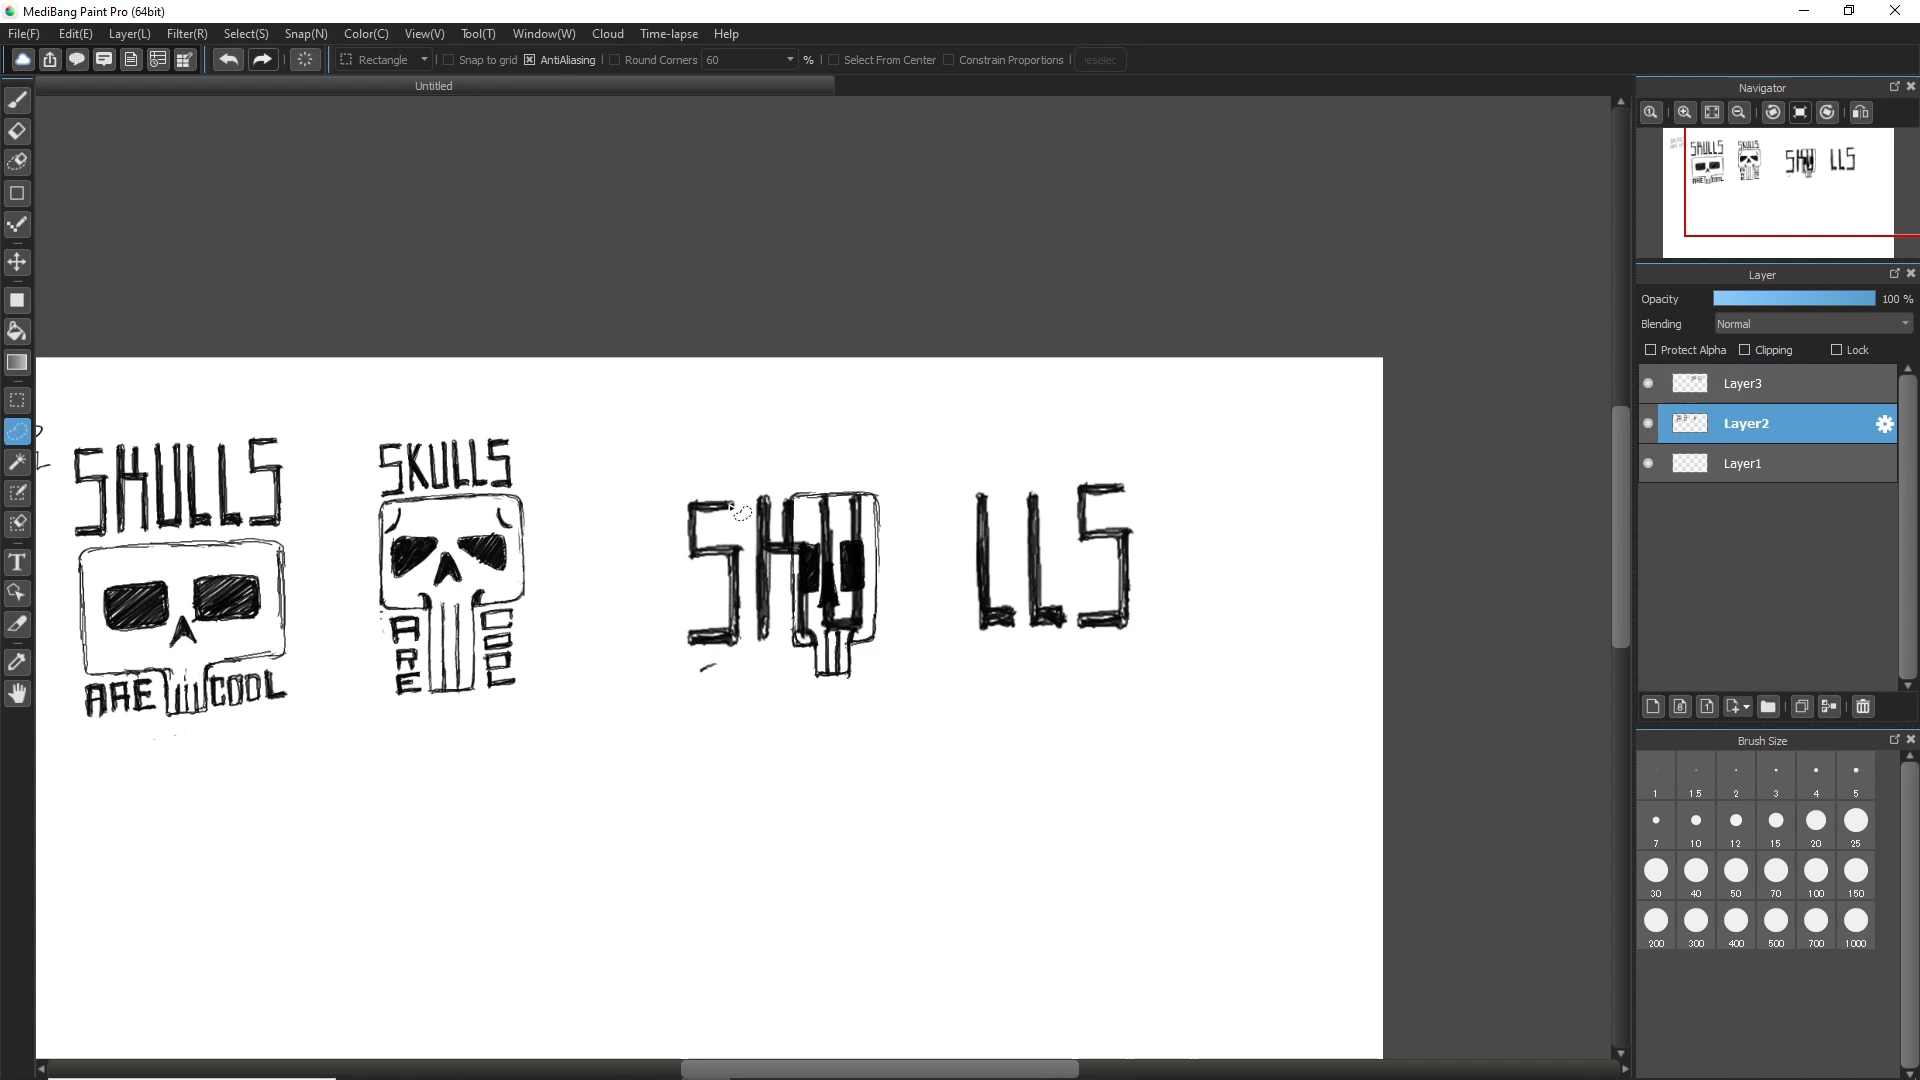 MediBang Paint Pro (64bit)
File(F) Edit(E) Layer(L) Filter(R) Select(S) Snap(N) Color(C) View(V) Tool(T) Window(W) Cloud Time-lapse Help
Rectangle Snap to grid AntiAliasing Round Corners 60 % Select From Center Constrain Proportions eselec
Untitled
Navigator
Layer
Opacity 100 %
Blending Normal
Protect Alpha Clipping Lock
Layer3
Layer2
Layer1
Brush Size
1 1.5 2 3 4 5
7 10 12 15 20 25
30 40 50 70 100 150
200 300 400 500 700 1000
SKULLS
ARE COOL
SKULLS
ARE
COOL
SKU LLS
T